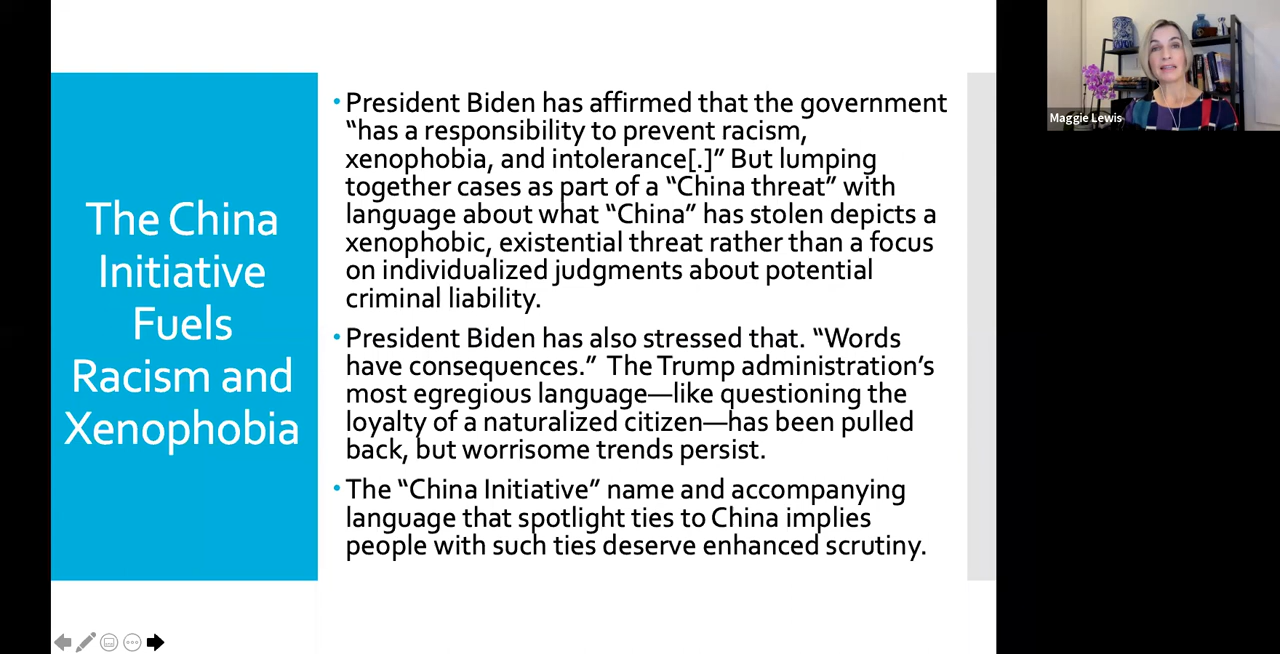 The China
Initiative
Fuels
Racism and
Xenophobia
• President Biden has affirmed that the government
“has a responsibility to prevent racism,
xenophobia, and intolerance[.]” But lumping
together cases as part of a “China threat” with
language about what “China” has stolen depicts a
xenophobic, existential threat rather than a focus
on individualized judgments about potential
criminal liability.
• President Biden has also stressed that. “Words
have consequences.”  The Trump administration’s
most egregious language—like questioning the
loyalty of a naturalized citizen—has been pulled
back, but worrisome trends persist.
• The “China Initiative” name and accompanying
language that spotlight ties to China implies
people with such ties deserve enhanced scrutiny.
Maggie Lewis